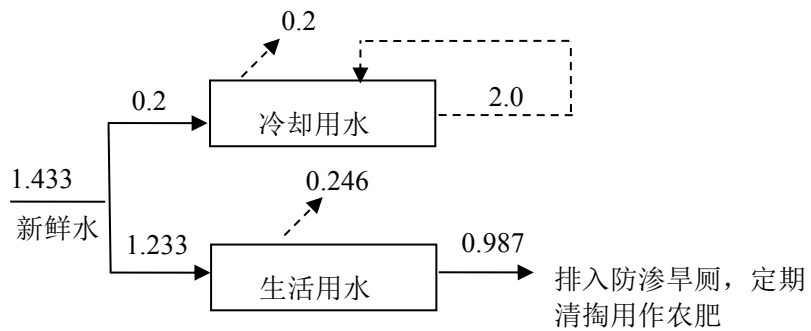 0.2
0.2
冷却用水
2.0
1.433
新鲜水
0.246
1.233
生活用水
0.987
排入防渗旱厕，定期
清掏用作农肥